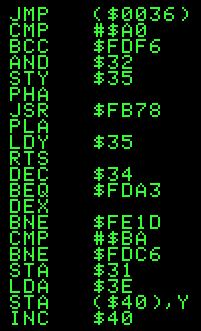 JMP ($0036)
CMP #$A0
BCC $FDF6
AND $32
STY $35
PHA
JSR $FB78
PLA
LDY $35
RTS
DEC $34
BEQ $FDA3
DEX
BNE $FE1D
CMP #$BA
BNE $FDC6
STA $31
LDA $3E
STA ($40),Y
INC $40